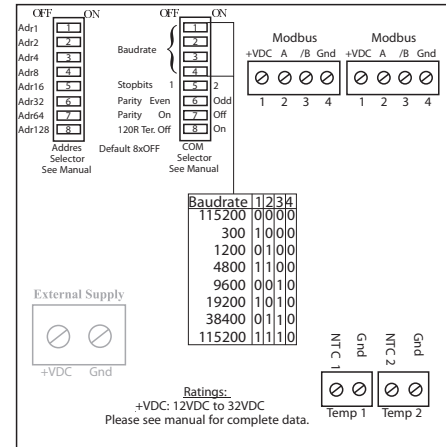 OFF ON
Adr1 1
Adr2 2
Adr4 3
Adr8 4
Adr16 5
Adr32 6
Adr64 7
Adr128 8
Addres
Selector
See Manual
OFF ON
Baudrate
1
2
3
4
Stopbits 1 5 2
Parity Even 6 Odd
Parity On 7 Off
120R Ter. Off 8 On
Default 8xOFF
COM
Selector
See Manual
Modbus
+VDC A /B Gnd
1 2 3 4
Modbus
+VDC A /B Gnd
1 2 3 4
Baudrate 1 2 3 4
115200 0 0 0 0
300 1 0 0 0
1200 0 1 0 0
4800 1 1 0 0
9600 0 0 1 0
19200 1 0 1 0
38400 0 1 1 0
115200 1 1 1 0
External Supply
+VDC Gnd
Ratings:
+VDC: 12VDC to 32VDC
Please see manual for complete data.
NTC 1 Gnd
Temp 1
NTC 2 Gnd
Temp 2